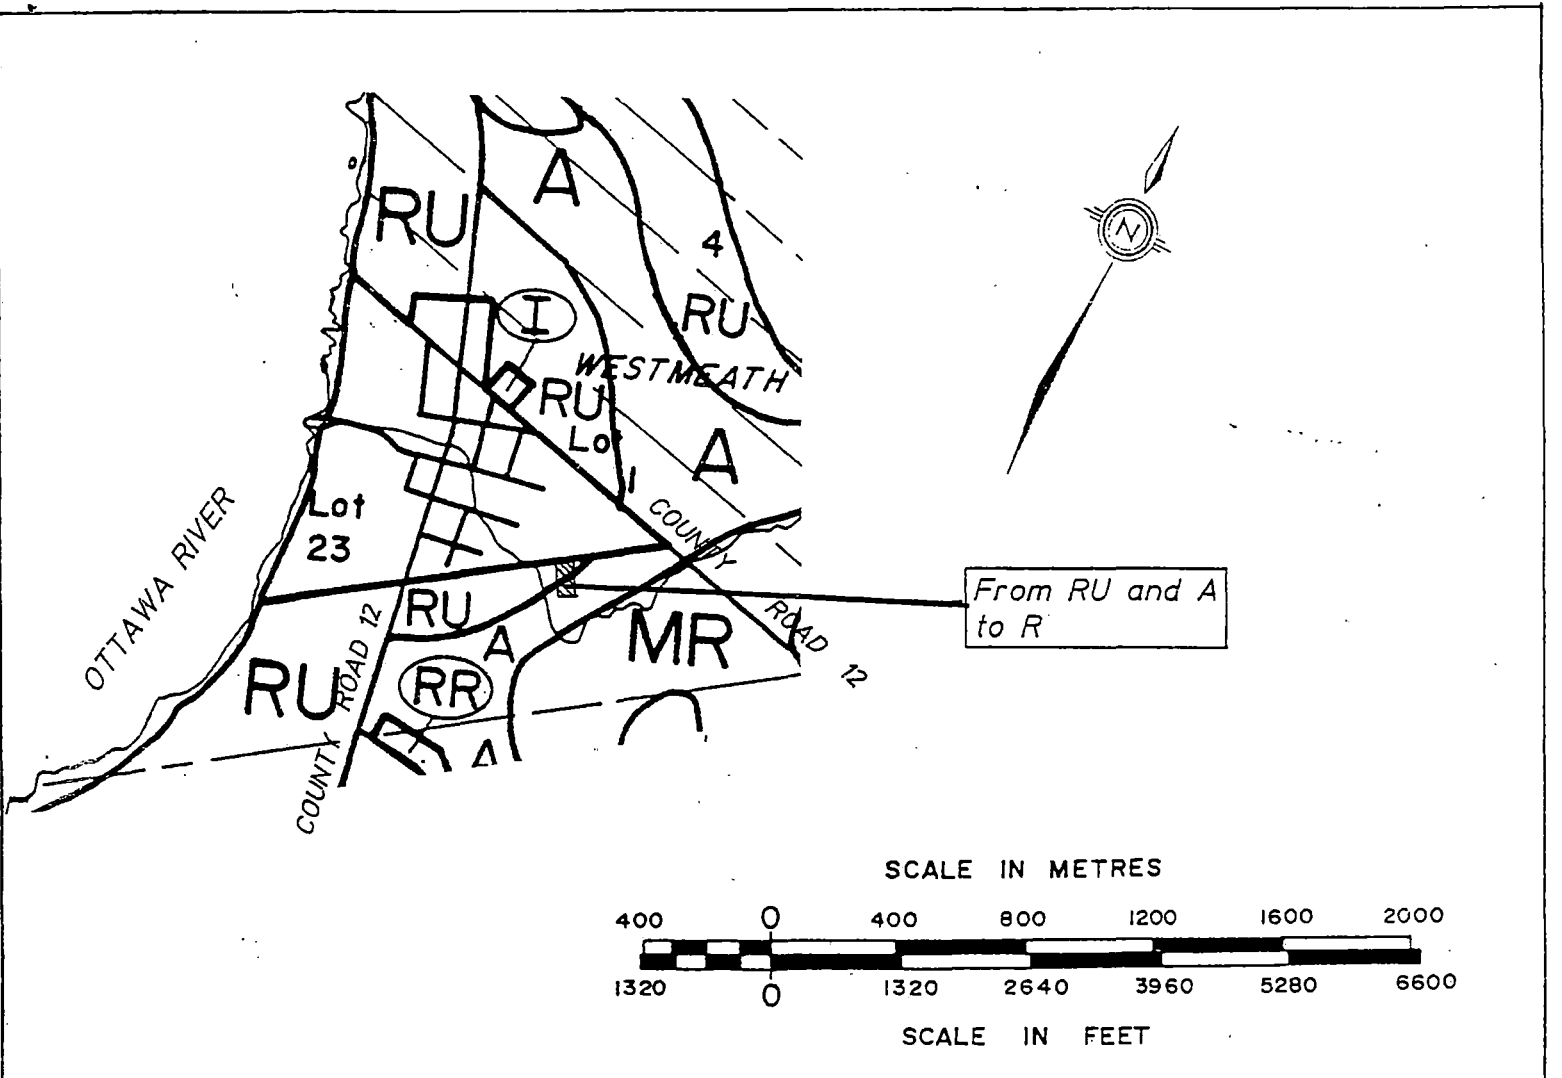 A
RU
4
RU
I
WESTMEATH
RU
Lot
1
A
COUNTY
Lot
23
OTTAWA RIVER
From RU and A
to R
RU
ROAD 12
MR
A
RR
RU
COUNTY ROAD 12
A
N
SCALE IN METRES
400 0 400 800 1200 1600 2000
1320 0 1320 2640 3960 5280 6600
SCALE IN FEET